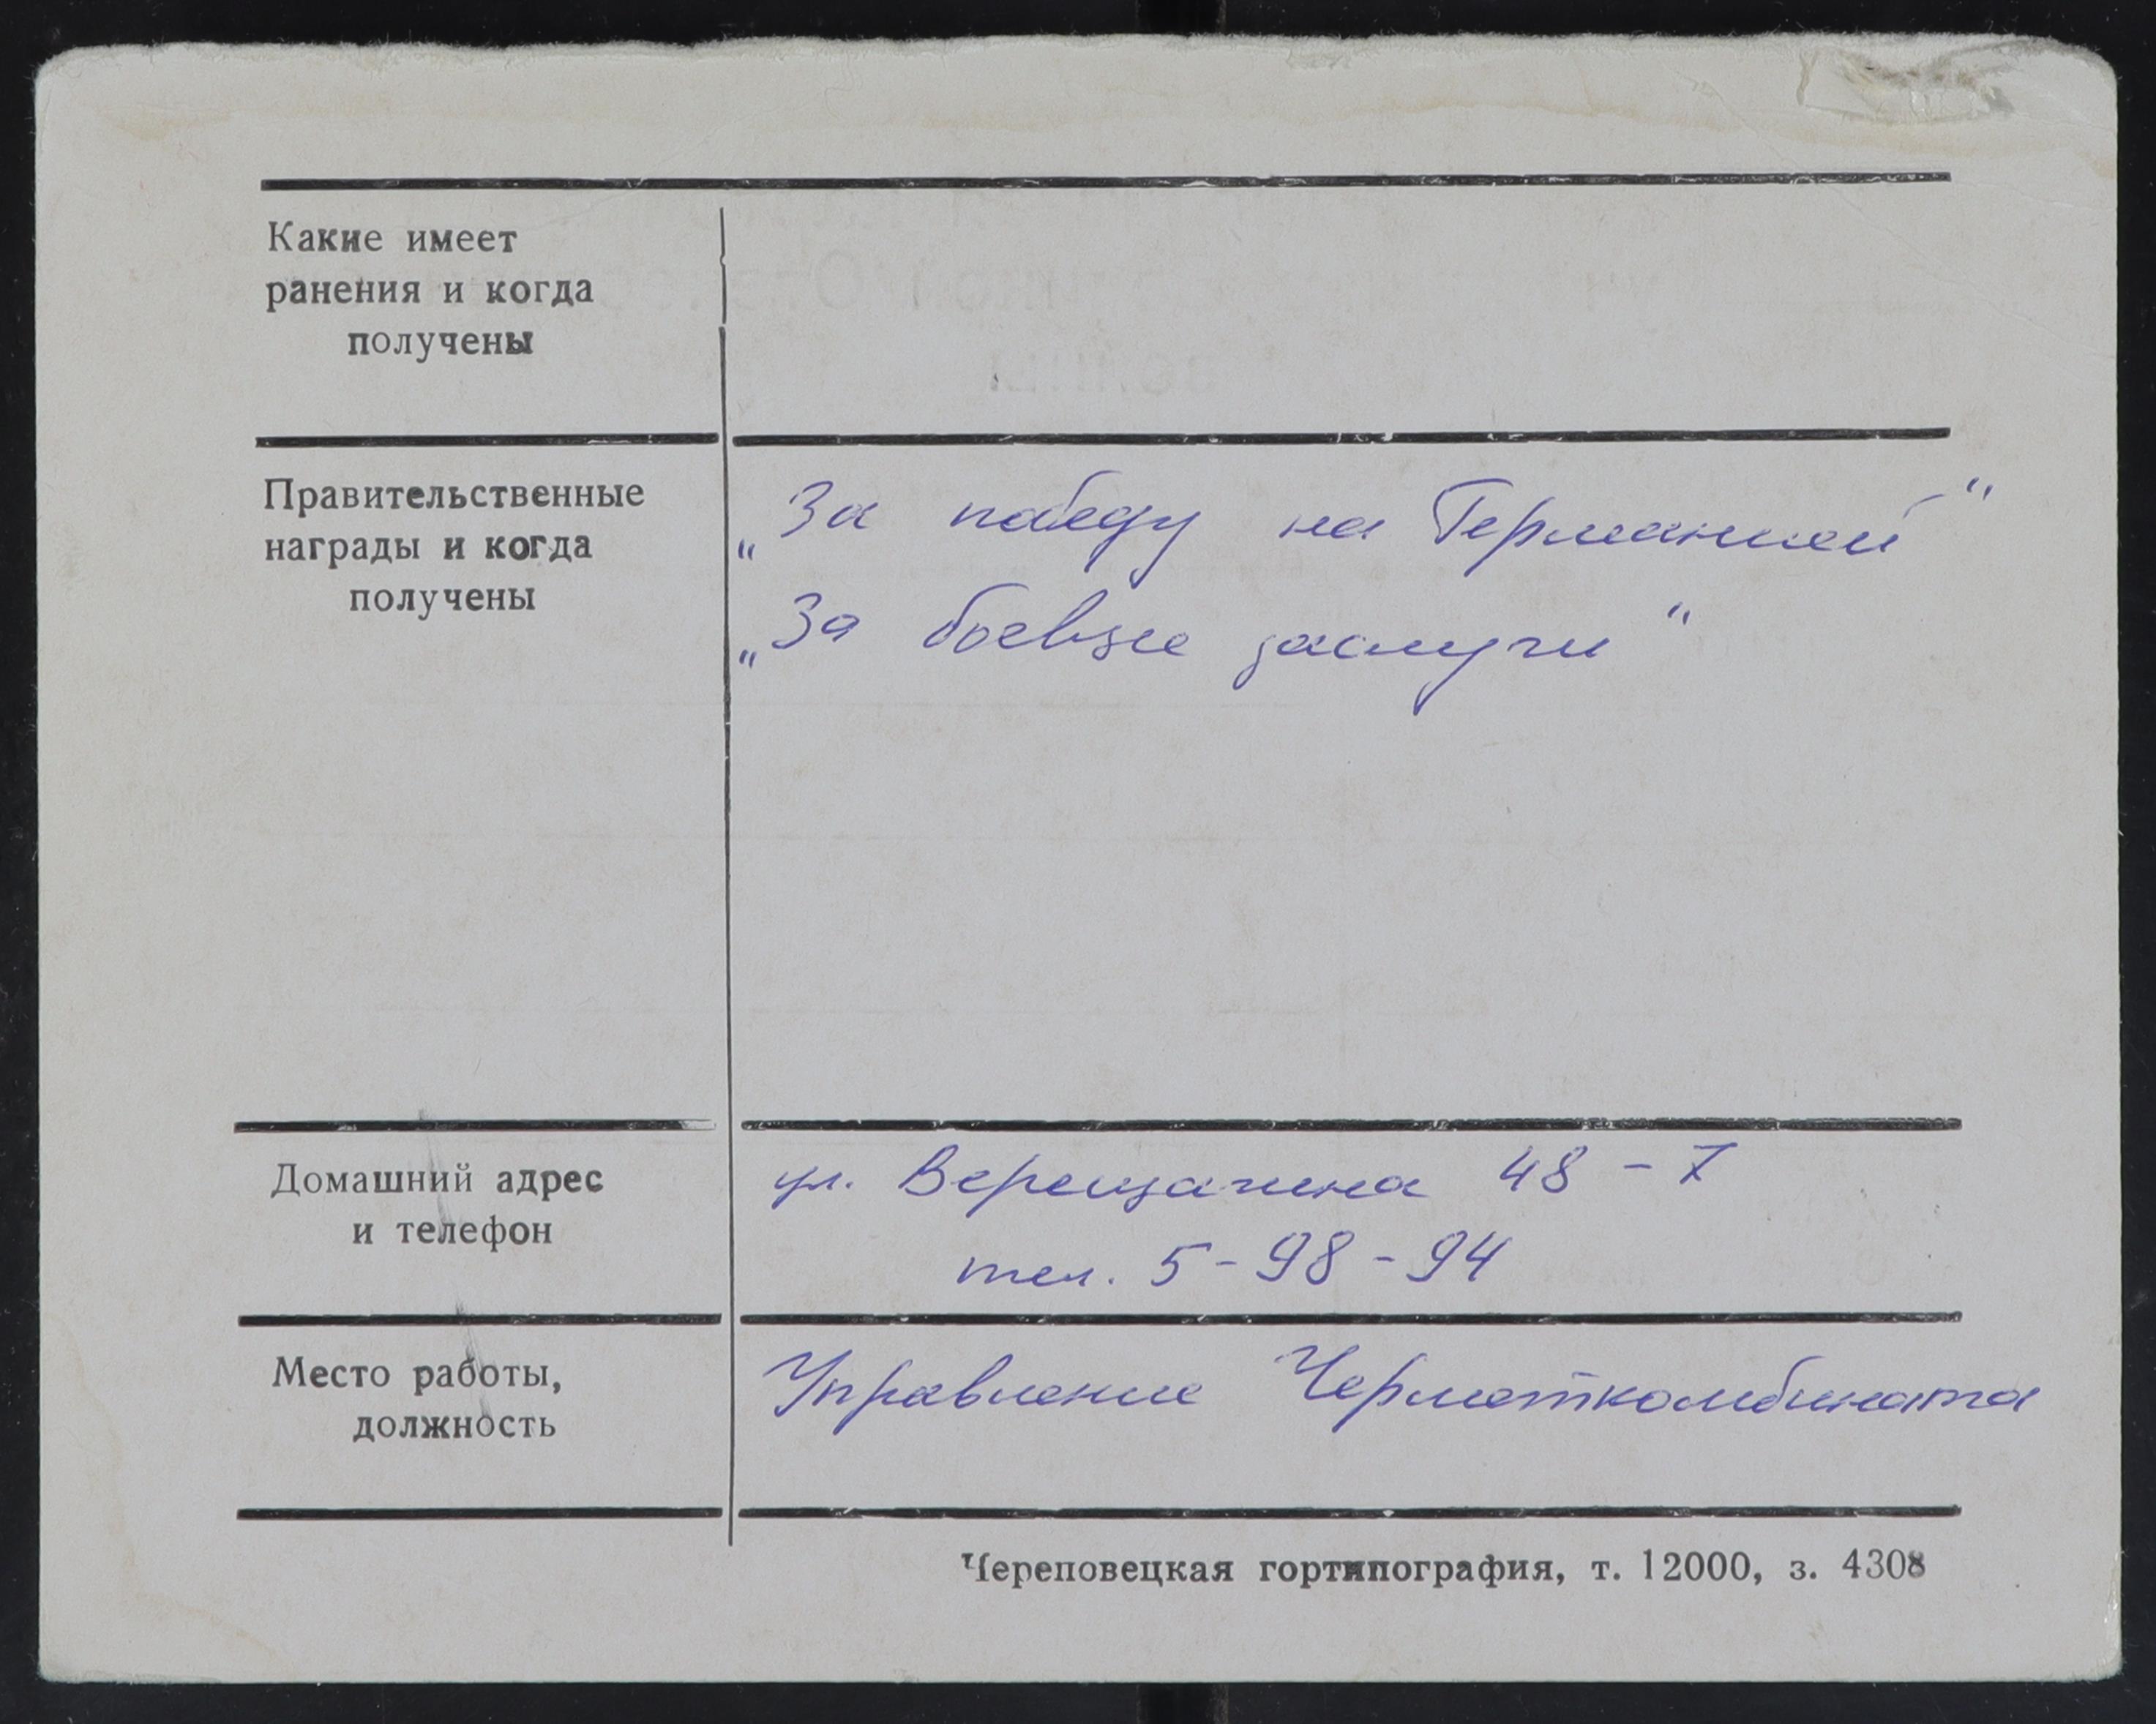 Какие имеет
ранения и когда
получены
Правительственные
награды и когда
получены
„За победу на Германией“
„За боевые заслуги“
Домашний адрес
и телефон
ул. Верещагина 48 - 7
тел. 5 - 98 - 94
Место работы,
должность
Управление Черметкомбината
Череповецкая гортипография, т. 12000, з. 4308